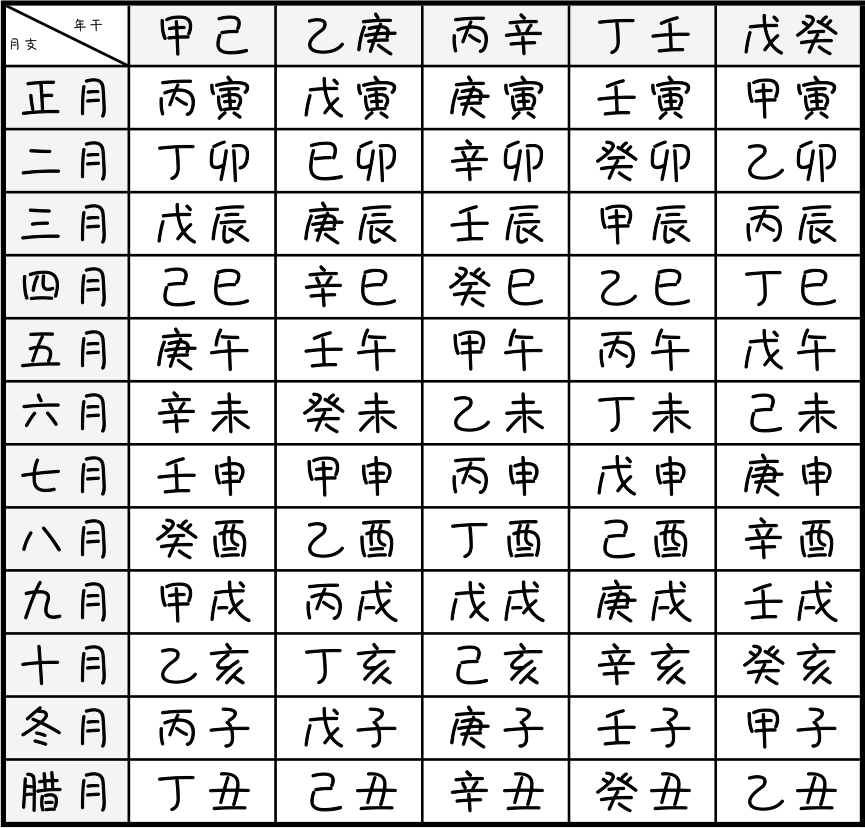 年干
月支
甲己 乙庚 丙辛 丁壬 戊癸
正月 丙寅 戊寅 庚寅 壬寅 甲寅
二月 丁卯 已卯 辛卯 癸卯 乙卯
三月 戊辰 庚辰 壬辰 甲辰 丙辰
四月 己巳 辛巳 癸巳 乙巳 丁巳
五月 庚午 壬午 甲午 丙午 戊午
六月 辛未 癸未 乙未 丁未 己未
七月 壬申 甲申 丙申 戊申 庚申
八月 癸酉 乙酉 丁酉 己酉 辛酉
九月 甲戌 丙戌 戊戌 庚戌 壬戌
十月 乙亥 丁亥 己亥 辛亥 癸亥
冬月 丙子 戊子 庚子 壬子 甲子
腊月 丁丑 己丑 辛丑 癸丑 乙丑